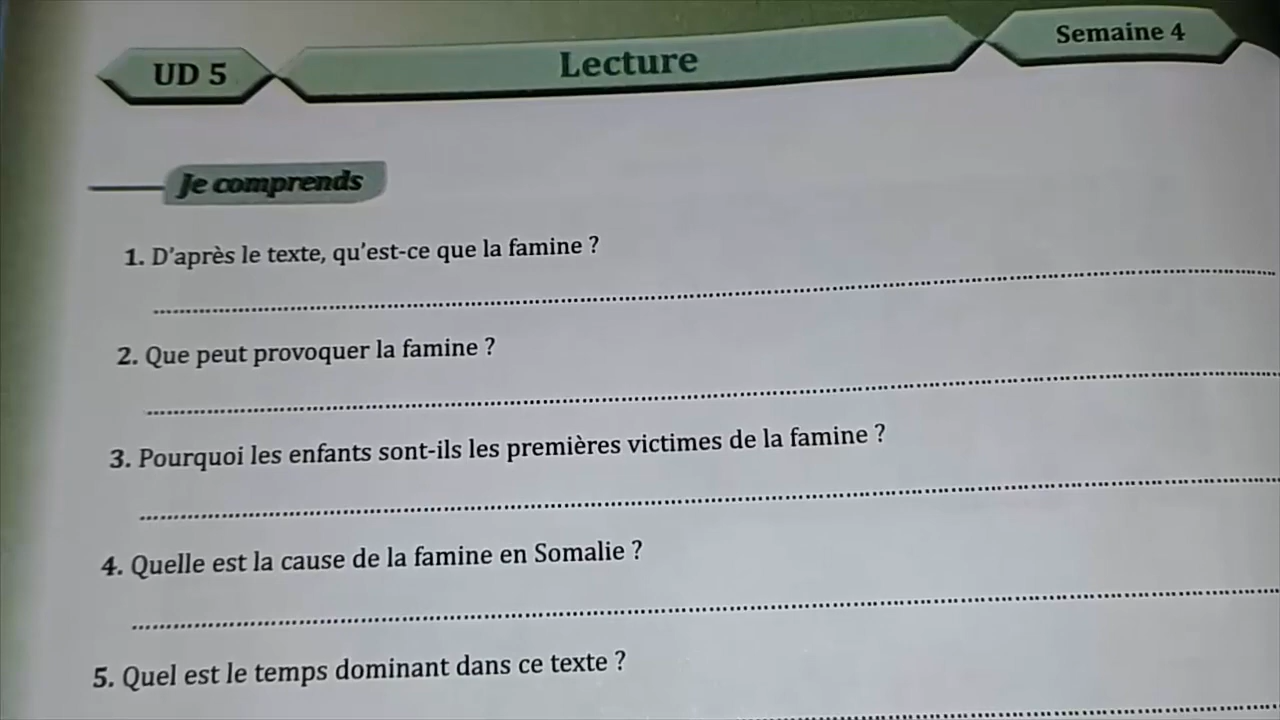 UD 5
Lecture
Semaine 4
Je comprends
1. D'après le texte, qu'est-ce que la famine ?
2. Que peut provoquer la famine ?
3. Pourquoi les enfants sont-ils les premières victimes de la famine ?
4. Quelle est la cause de la famine en Somalie ?
5. Quel est le temps dominant dans ce texte ?